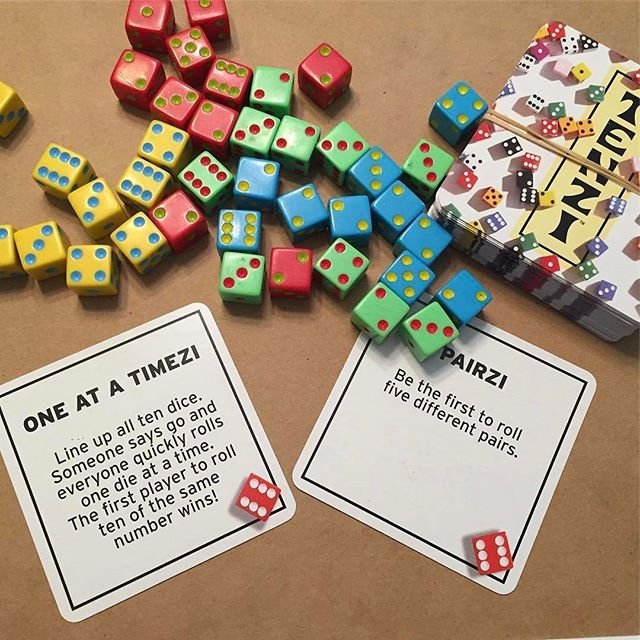 TENZI
ONE AT A TIMEZI
Line up all ten dice.
Someone says go and
everyone quickly rolls
one die at a time.
The first player to roll
ten of the same
number wins!
PAIRZI
Be the first to roll
five different pairs.